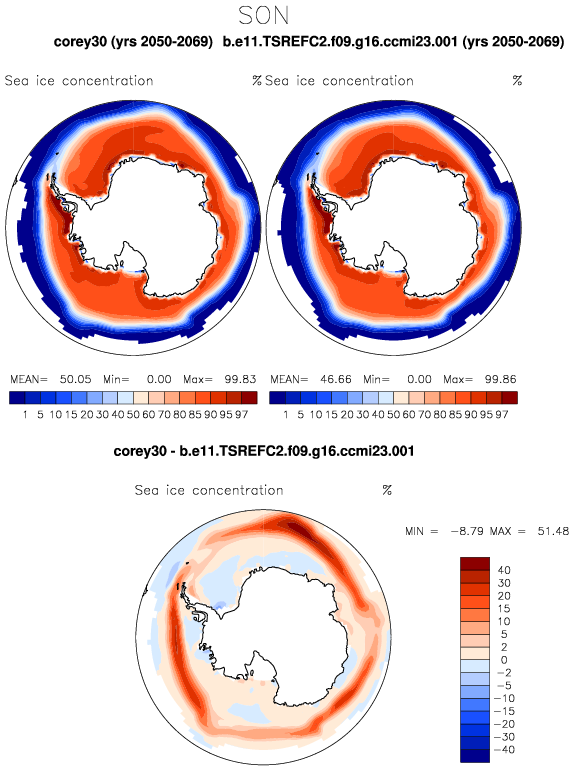 SON
corey30 (yrs 2050-2069) b.e11.TSREFC2.f09.g16.ccmi23.001 (yrs 2050-2069)
Sea ice concentration % Sea ice concentration %
MEAN= 50.05 Min= 0.00 Max= 99.83 MEAN= 46.66 Min= 0.00 Max= 99.86
1 5 10 15 20 30 40 50 60 70 80 85 90 95 97 1 5 10 15 20 30 40 50 60 70 80 85 90 95 97
corey30 - b.e11.TSREFC2.f09.g16.ccmi23.001
Sea ice concentration %
MIN = -8.79 MAX = 51.48
40
30
20
15
10
5
2
0
-2
-5
-10
-15
-20
-30
-40